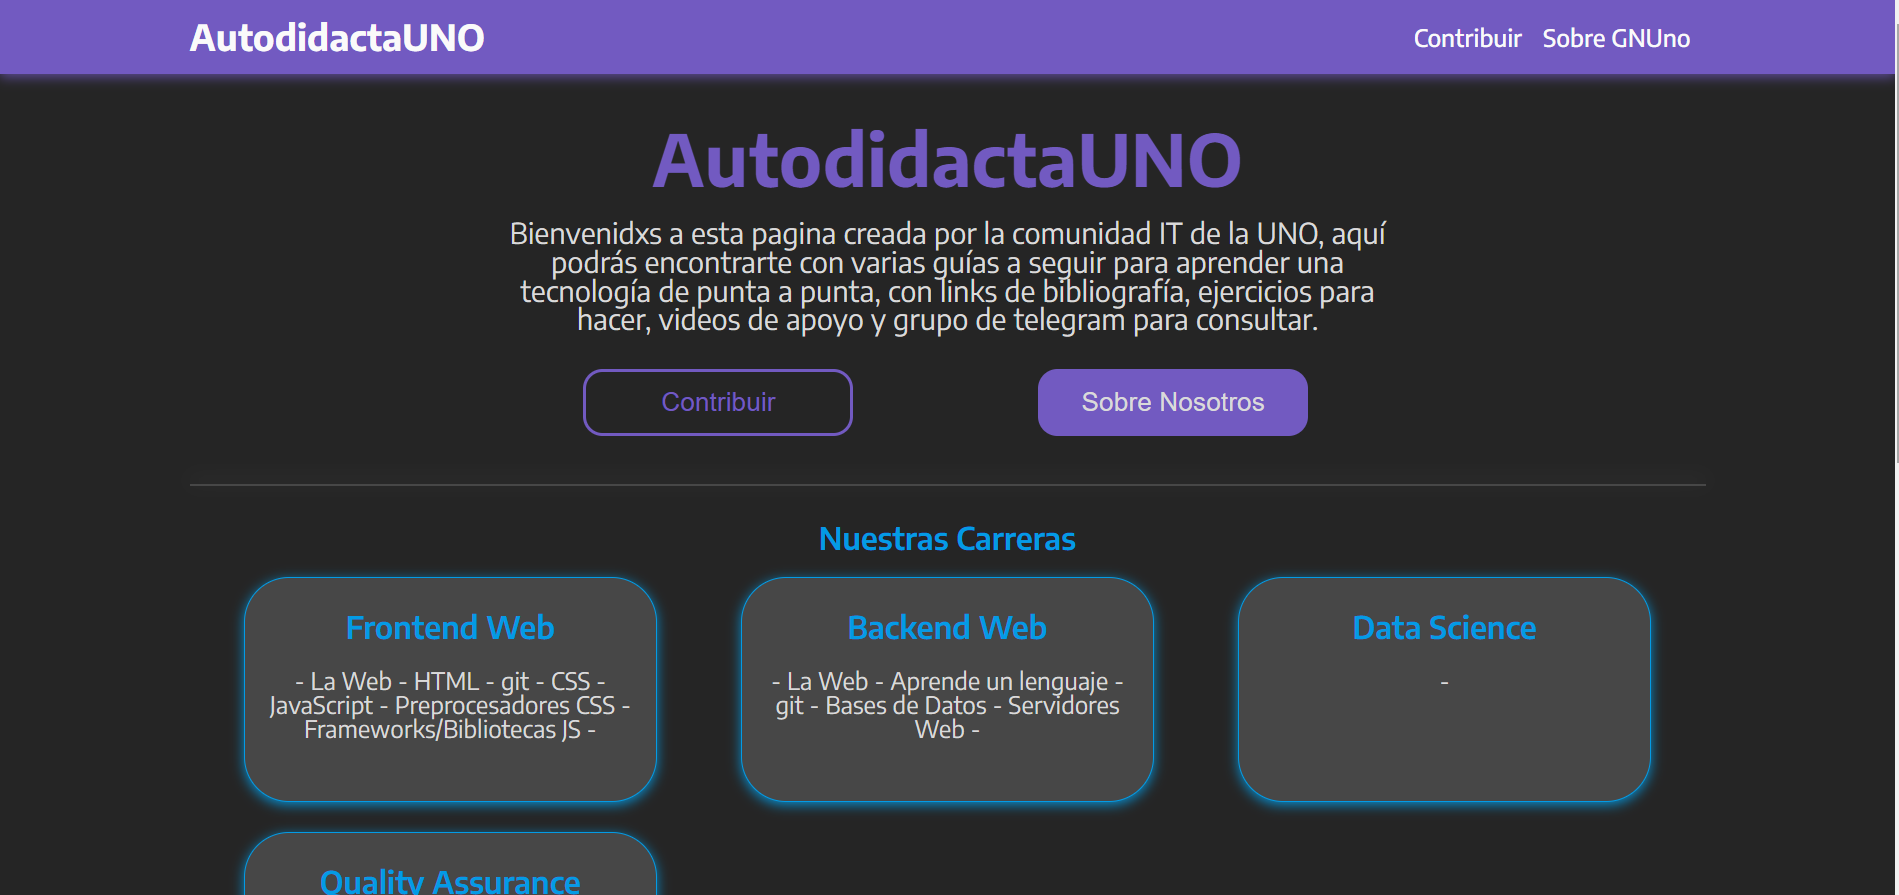 AutodidactaUNO
Contribuir Sobre GNUno
AutodidactaUNO
Bienvenidxs a esta pagina creada por la comunidad IT de la UNO, aquí
podrás encontrarte con varias guías a seguir para aprender una
tecnología de punta a punta, con links de bibliografía, ejercicios para
hacer, videos de apoyo y grupo de telegram para consultar.
Contribuir
Sobre Nosotros
Nuestras Carreras
Frontend Web
- La Web - HTML - git - CSS -
JavaScript - Preprocesadores CSS -
Frameworks/Bibliotecas JS -
Backend Web
- La Web - Aprende un lenguaje -
git - Bases de Datos - Servidores
Web -
Data Science
-
Quality Assurance